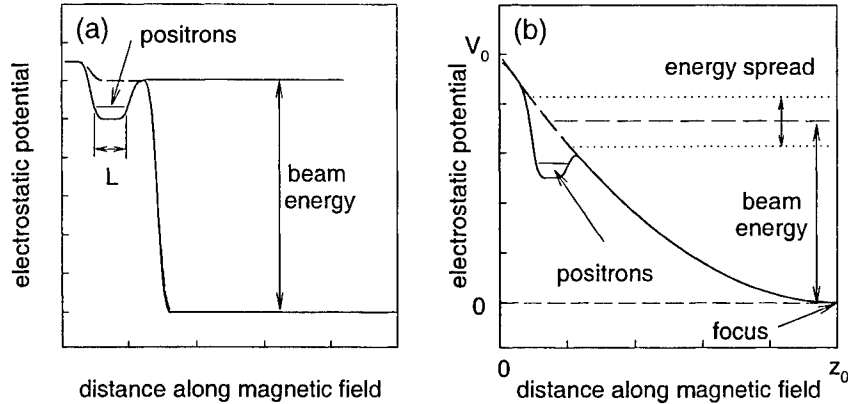 (a)
positrons
L
beam
energy
electrostatic potential
distance along magnetic field
(b)
V₀
energy spread
beam
energy
positrons
0
focus
electrostatic potential
0
z₀
distance along magnetic field